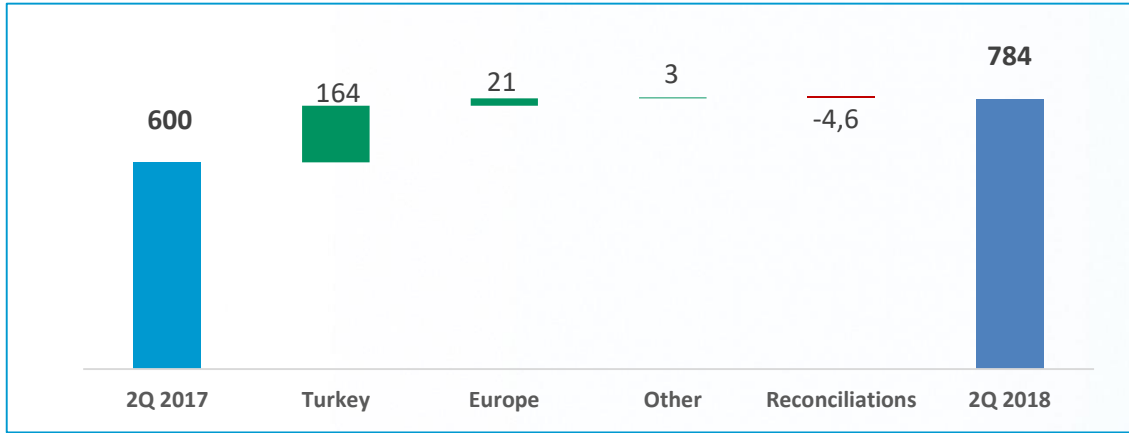 600
164
21
3
-4,6
784
2Q 2017
Turkey
Europe
Other
Reconciliations
2Q 2018